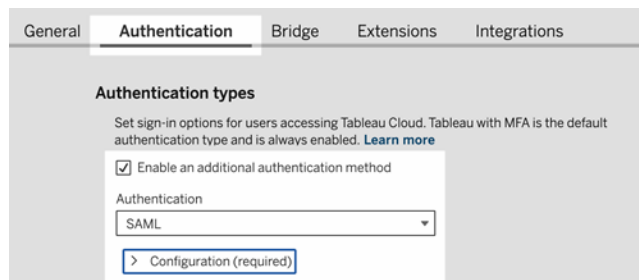 General Authentication Bridge Extensions Integrations
Authentication types
Set sign-in options for users accessing Tableau Cloud. Tableau with MFA is the default
authentication type and is always enabled. Learn more
Enable an additional authentication method
Authentication
SAML
Configuration (required)